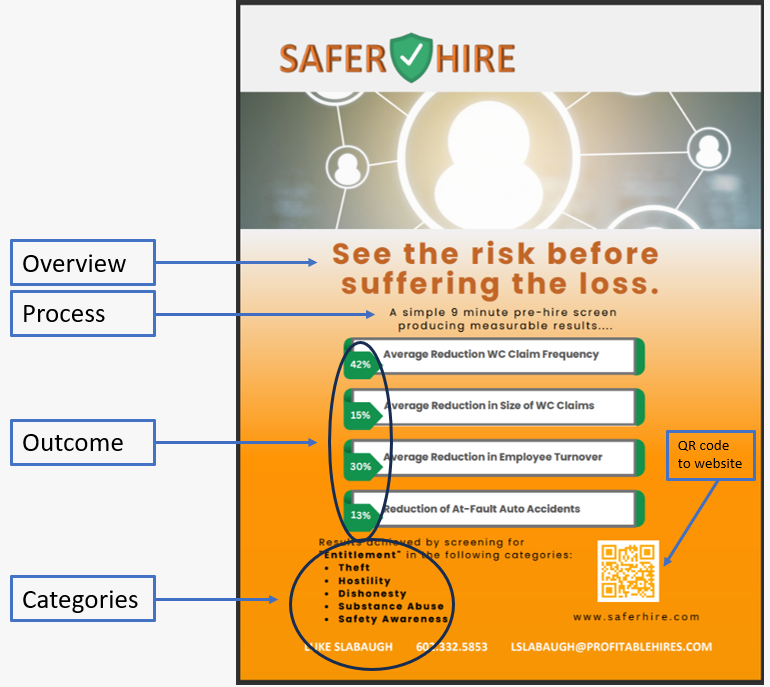 SAFER HIRE
Overview
See the risk before
suffering the loss.
Process
A simple 9 minute pre-hire screen
producing measurable results....
42%
Average Reduction WC Claim Frequency
15%
Average Reduction in Size of WC Claims
Outcome
30%
Average Reduction in Employee Turnover
QR code
to website
13%
Reduction of At-Fault Auto Accidents
Results achieved by screening for
"Entitlement" in the following categories:
• Theft
• Hostility
• Dishonesty
• Substance Abuse
• Safety Awareness
Categories
www.saferhire.com
LUKE SLABAUGH 602.332.5853 LSLABAUGH@PROFITABLEHIRES.COM